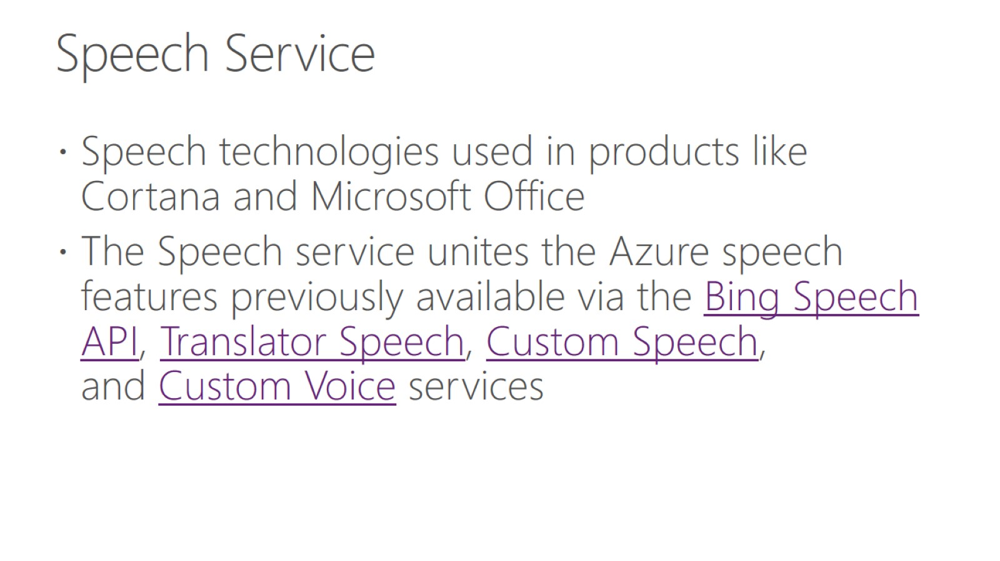 Speech Service
• Speech technologies used in products like
Cortana and Microsoft Office
• The Speech service unites the Azure speech
features previously available via the Bing Speech
API, Translator Speech, Custom Speech,
and Custom Voice services